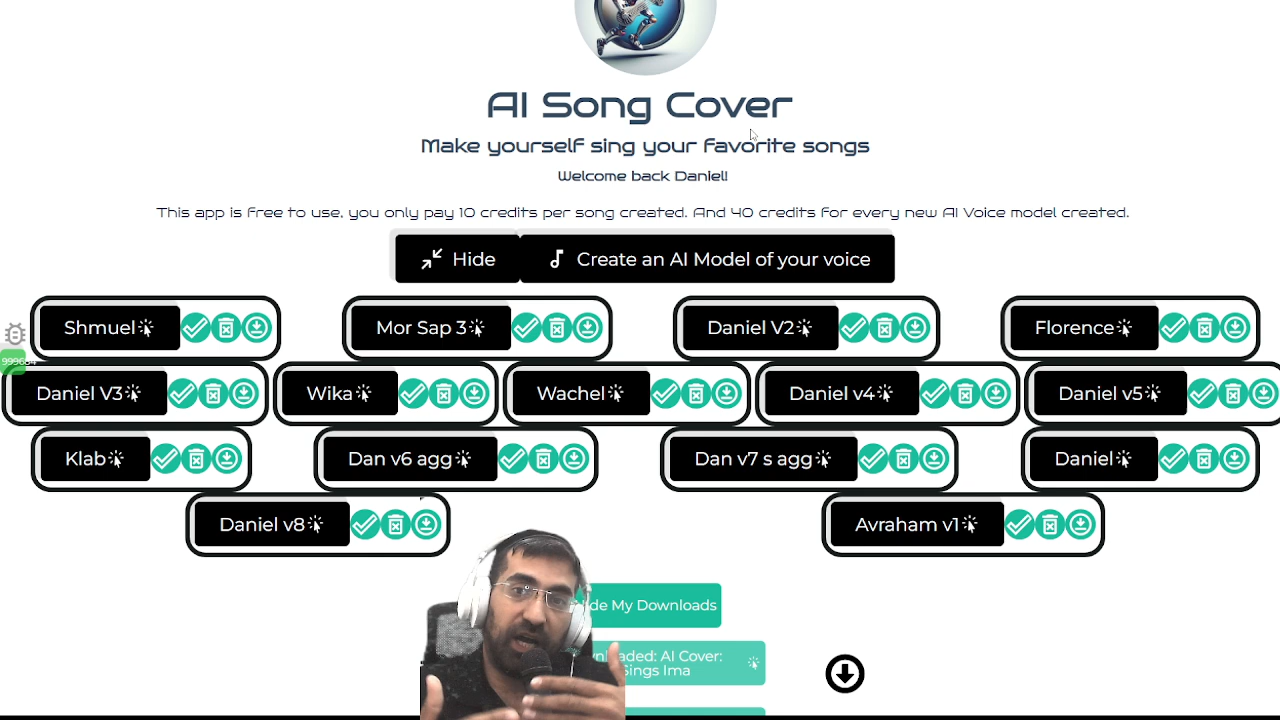 AI Song Cover
Make yourself sing your favorite songs
Welcome back Daniel!
This app is free to use, you only pay 10 credits per song created. And 40 credits for every new AI Voice model created.
Hide
Create an AI Model of your voice
Shmuel
Mor Sap 3
Daniel V2
Florence
Daniel V3
Wika
Wachel
Daniel v4
Daniel v5
Klab
Dan v6 agg
Dan v7 s agg
Daniel
Daniel v8
Avraham v1
My Downloads
AI Cover:
Sings Ima